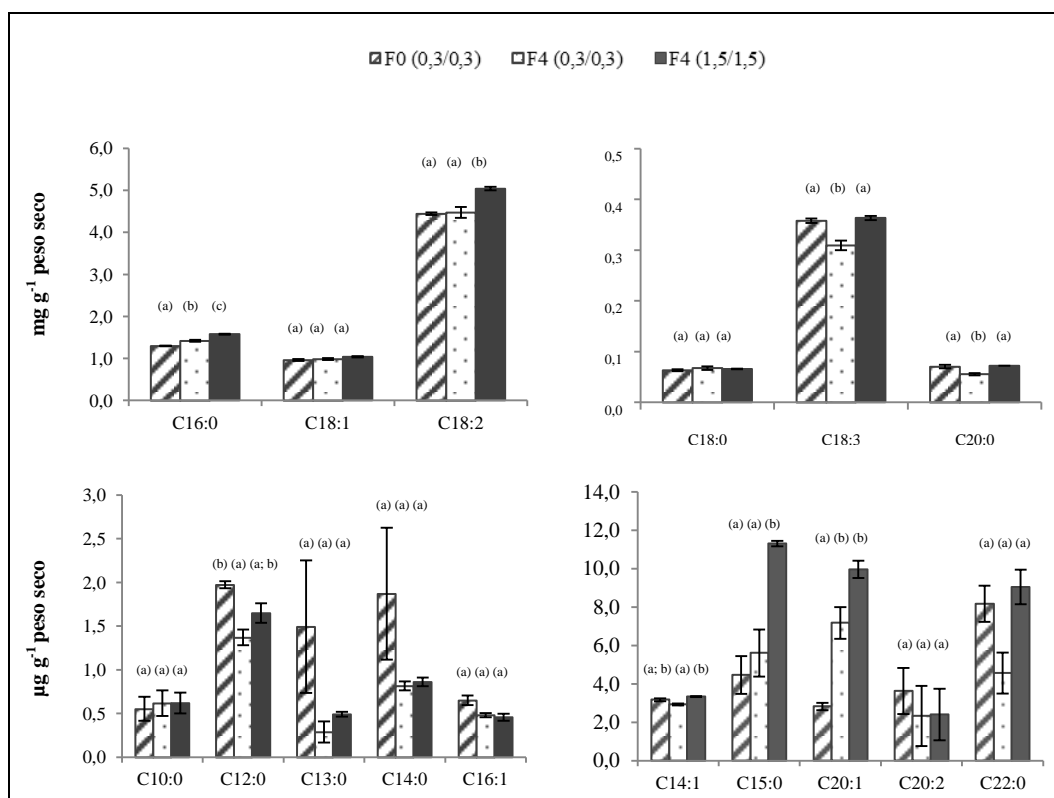 F0 (0,3/0,3) F4 (0,3/0,3) F4 (1,5/1,5)
mg g-1 peso seco
6,0
5,0
4,0
3,0
2,0
1,0
0,0
(a) (b) (c)
(a) (a) (a)
(a) (a) (b)
C16:0 C18:1 C18:2
0,5
0,4
0,3
0,2
0,1
0,0
(a) (a) (a)
(a) (b) (a)
(a) (b) (a)
C18:0 C18:3 C20:0
µg g-1 peso seco
3,0
2,5
2,0
1,5
1,0
0,5
0,0
(a) (a) (a)
(b) (a) (a; b)
(a) (a) (a)
(a) (a) (a)
(a) (a) (a)
C10:0 C12:0 C13:0 C14:0 C16:1
14,0
12,0
10,0
8,0
6,0
4,0
2,0
0,0
(a; b) (a) (b)
(a) (a) (b)
(a) (b) (b)
(a) (a) (a)
(a) (a) (a)
C14:1 C15:0 C20:1 C20:2 C22:0